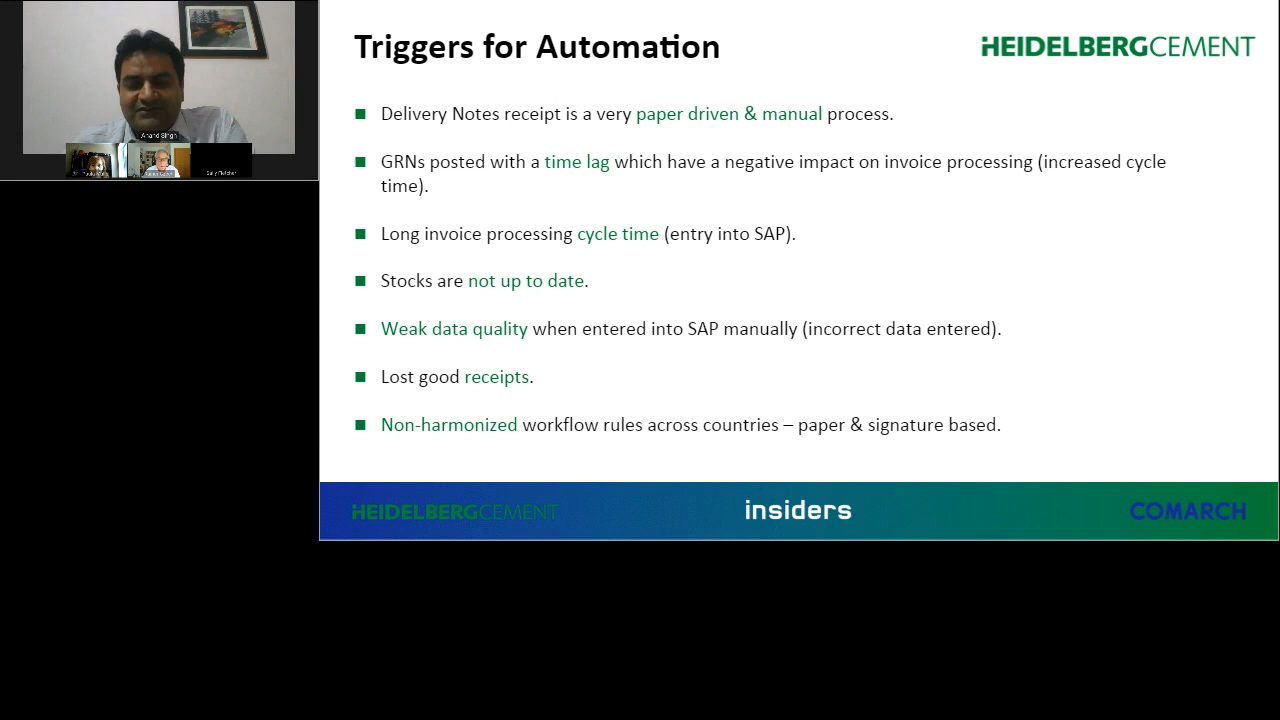 Triggers for Automation
HEIDELBERGCEMENT
Delivery Notes receipt is a very paper driven & manual process.
GRNs posted with a time lag which have a negative impact on invoice processing (increased cycle
time).
Long invoice processing cycle time (entry into SAP).
Stocks are not up to date.
Weak data quality when entered into SAP manually (incorrect data entered).
Lost good receipts.
Non-harmonized workflow rules across countries – paper & signature based.
HEIDELBERGCEMENT
insiders
COMARCH
Anand Singh
Sally Fletcher